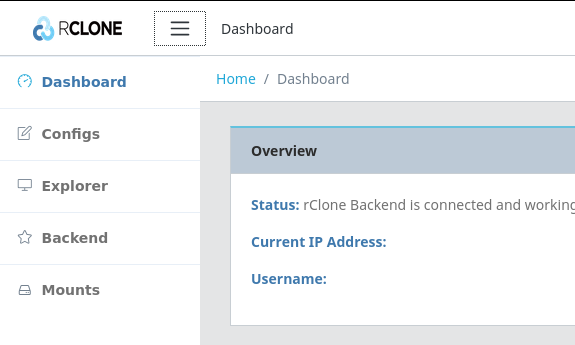 RCLONE
Dashboard
Dashboard
Configs
Explorer
Backend
Mounts
Home / Dashboard
Overview
Status: rClone Backend is connected and working
Current IP Address:
Username: